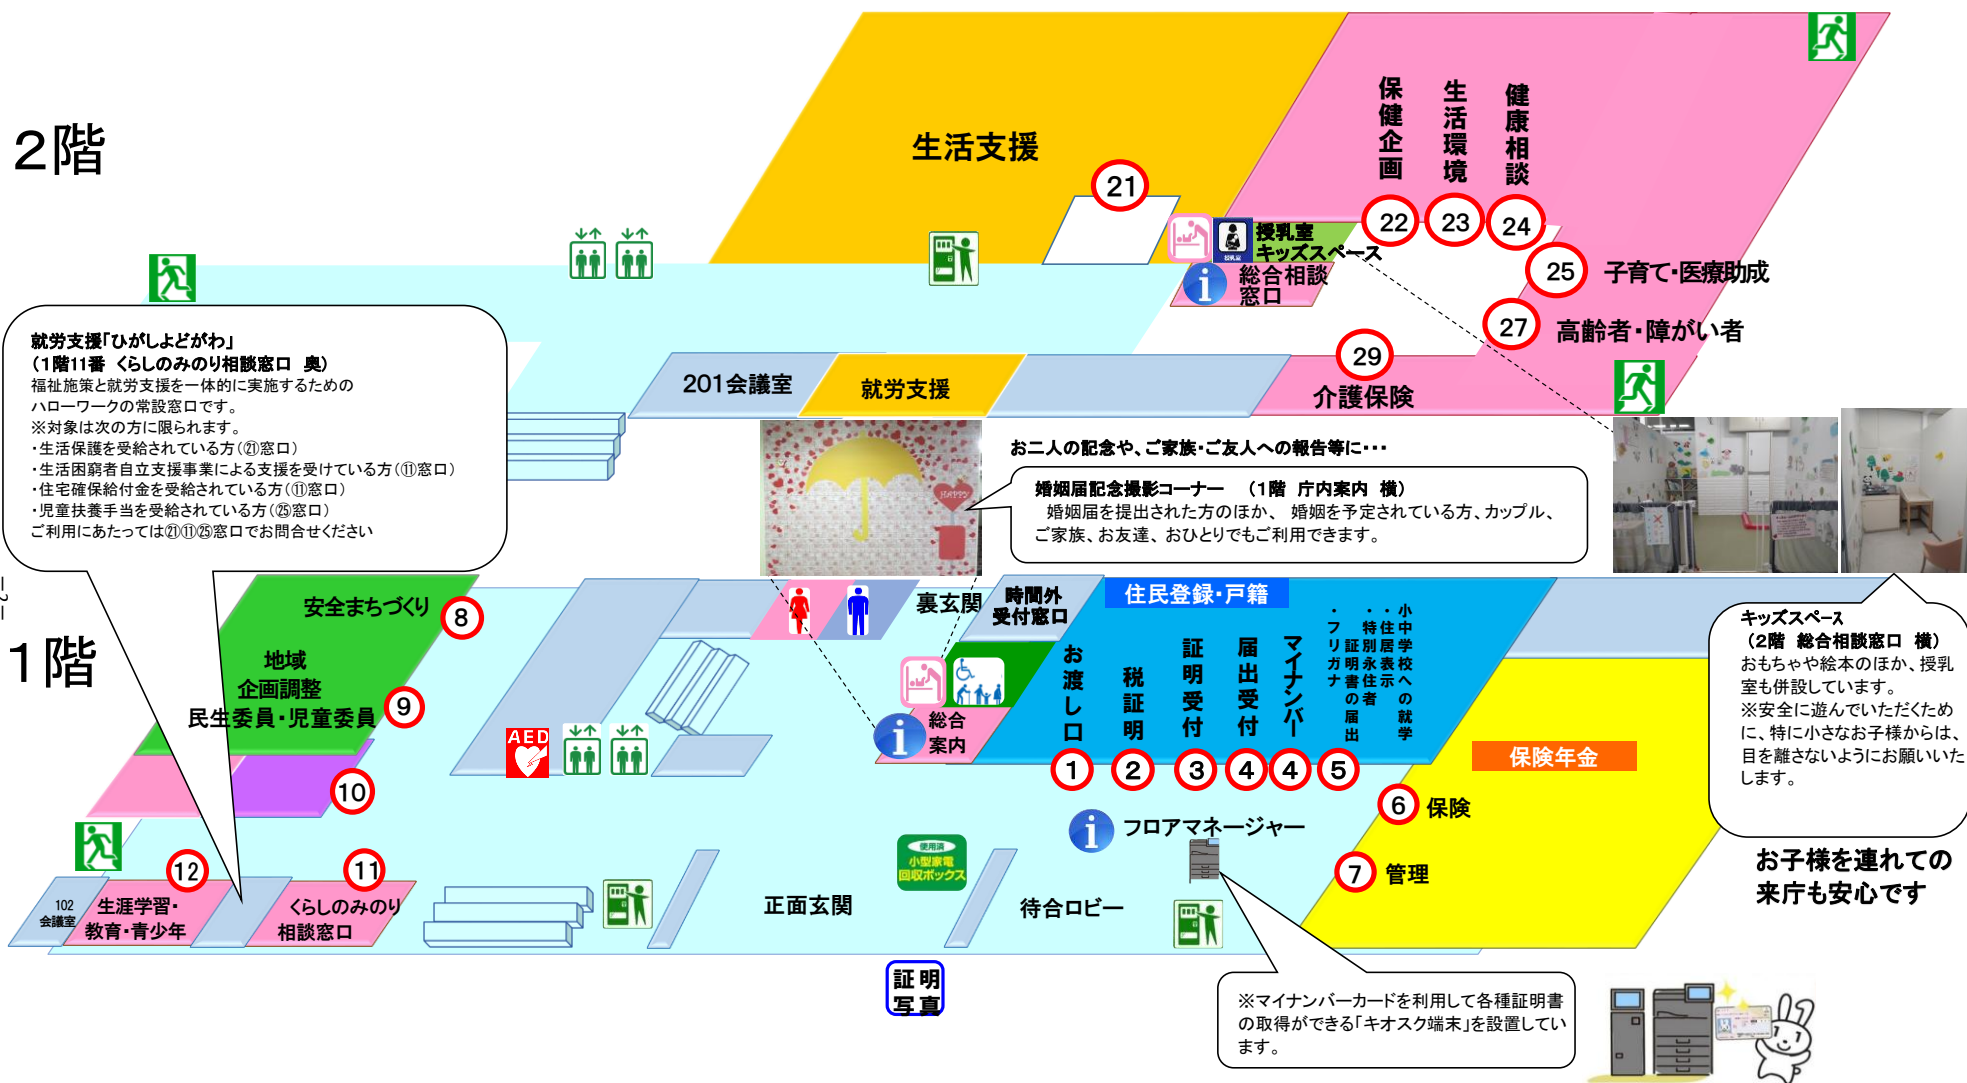 2階
生活支援
21
保健企画
生活環境
健康相談
22
23
24
授乳室
授乳室
キッズスペース
総合相談
窓口
25
子育て・医療助成
27
高齢者・障がい者
29
介護保険
201会議室
就労支援
就労支援「ひがしよどがわ」
(1階11番 くらしのみのり相談窓口 奥)
福祉施策と就労支援を一体的に実施するための
ハローワークの常設窓口です。
※対象は次の方に限られます。
・生活保護を受給されている方(㉑窓口)
・生活困窮者自立支援事業による支援を受けている方(⑪窓口)
・住宅確保給付金を受給されている方(⑪窓口)
・児童扶養手当を受給されている方(㉕窓口)
ご利用にあたっては㉑⑪㉕窓口でお問合せください
HAPPY
お二人の記念や、ご家族・ご友人への報告等に・・・
婚姻届記念撮影コーナー (1階 庁内案内 横)
婚姻届を提出された方のほか、 婚姻を予定されている方、カップル、
ご家族、お友達、おひとりでもご利用できます。
−2−
1階
安全まちづくり
8
地域
企画調整
民生委員・児童委員
9
10
裏玄関
時間外
受付窓口
住民登録・戸籍
お渡し口
税証明
証明受付
届出受付
マイナンバー
・フリガナ
証明書の届出
・特別永住者
・住居表示
小中学校への就学
総合
案内
AED
1
2
3
4
4
5
保険年金
6
保険
7
管理
フロアマネージャー
キッズスペース
(2階 総合相談窓口 横)
おもちゃや絵本のほか、授乳
室も併設しています。
※安全に遊んでいただくため
に、特に小さなお子様からは、
目を離さないようにお願いいた
します。
お子様を連れての
来庁も安心です
使用済
小型家電
回収ボックス
12
11
102
会議室
生涯学習・
教育・青少年
くらしのみのり
相談窓口
正面玄関
待合ロビー
証明
写真
※マイナンバーカードを利用して各種証明書
の取得ができる「キオスク端末」を設置してい
ます。